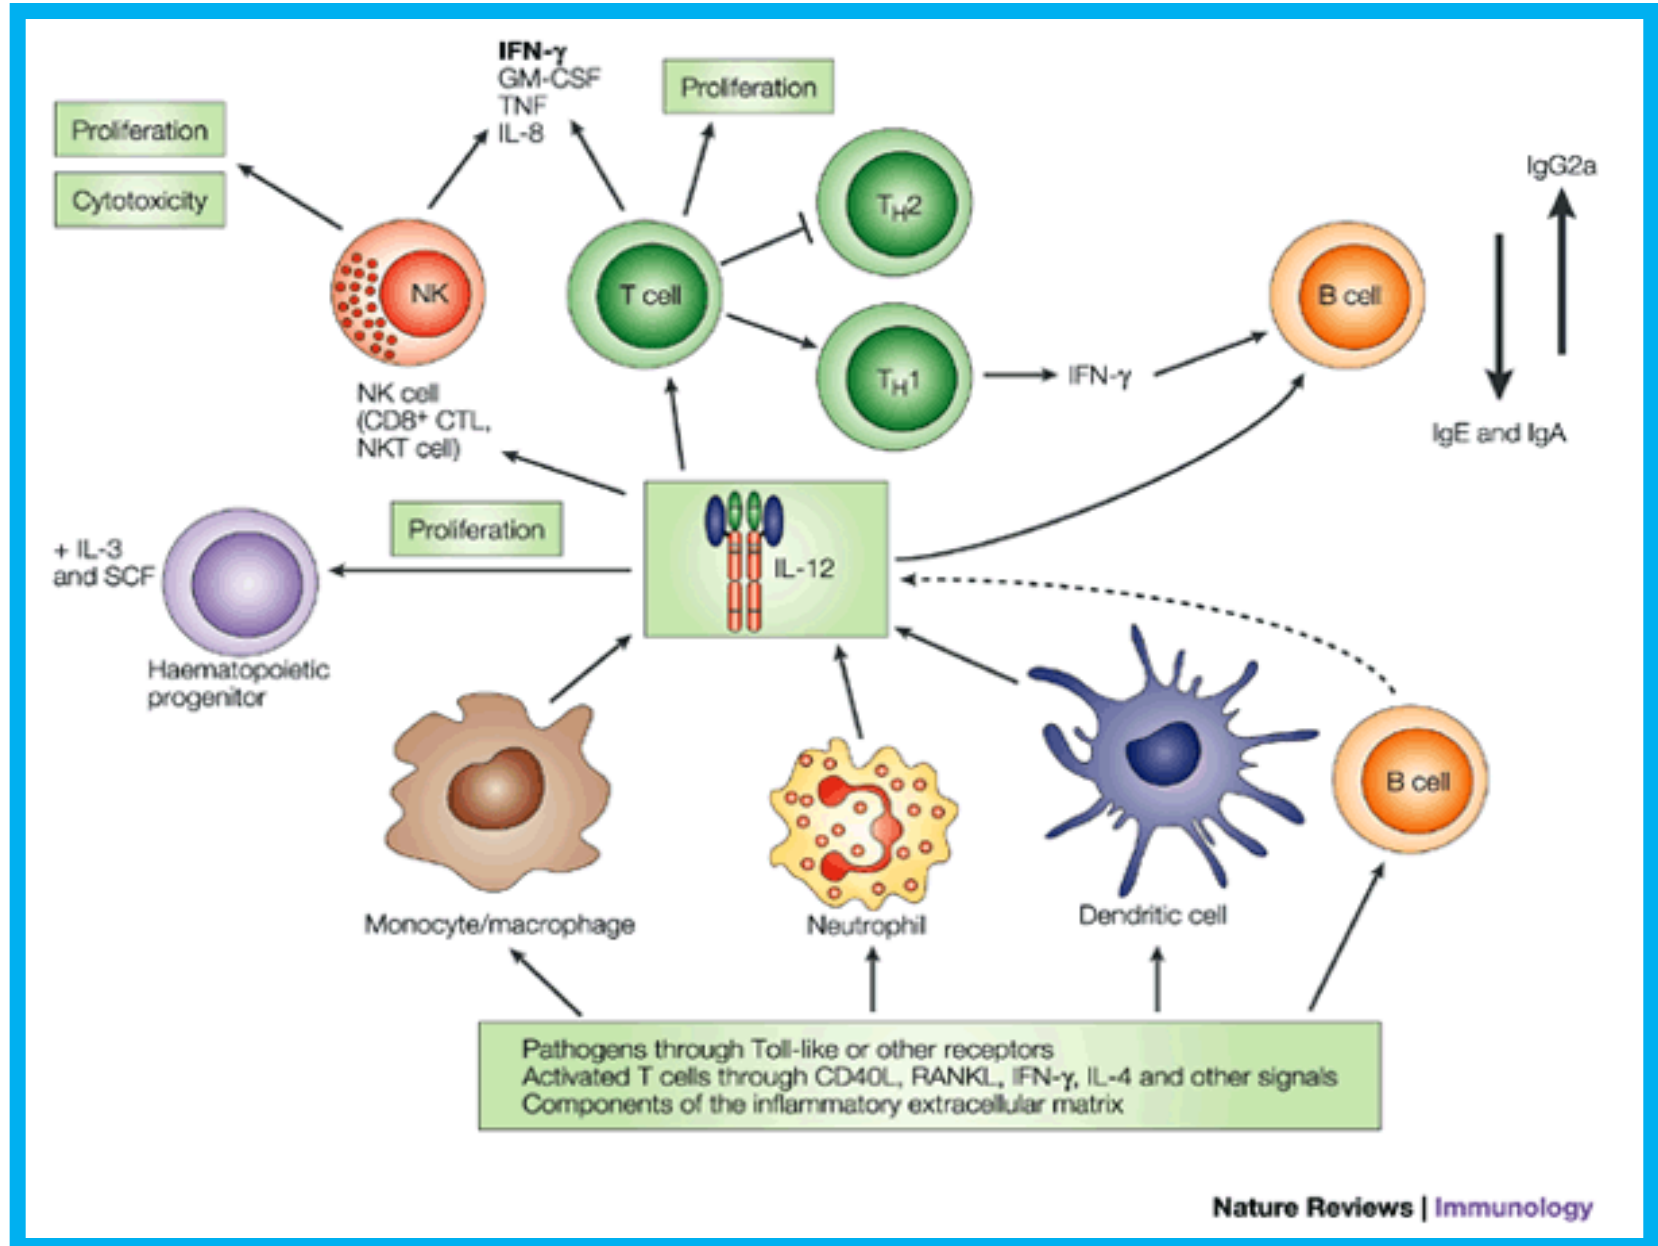 IFN-γ
GM-CSF
TNF
IL-8
Proliferation
Proliferation
Cytotoxicity
NK
T cell
TH2
TH1
IFN-γ
B cell
IgG2a
IgE and IgA
NK cell
(CD8+ CTL,
NKT cell)
Proliferation
+ IL-3
and SCF
Haematopoietic
progenitor
IL-12
B cell
Monocyte/macrophage
Neutrophil
Dendritic cell
Pathogens through Toll-like or other receptors
Activated T cells through CD40L, RANKL, IFN-γ, IL-4 and other signals
Components of the inflammatory extracellular matrix
Nature Reviews | Immunology